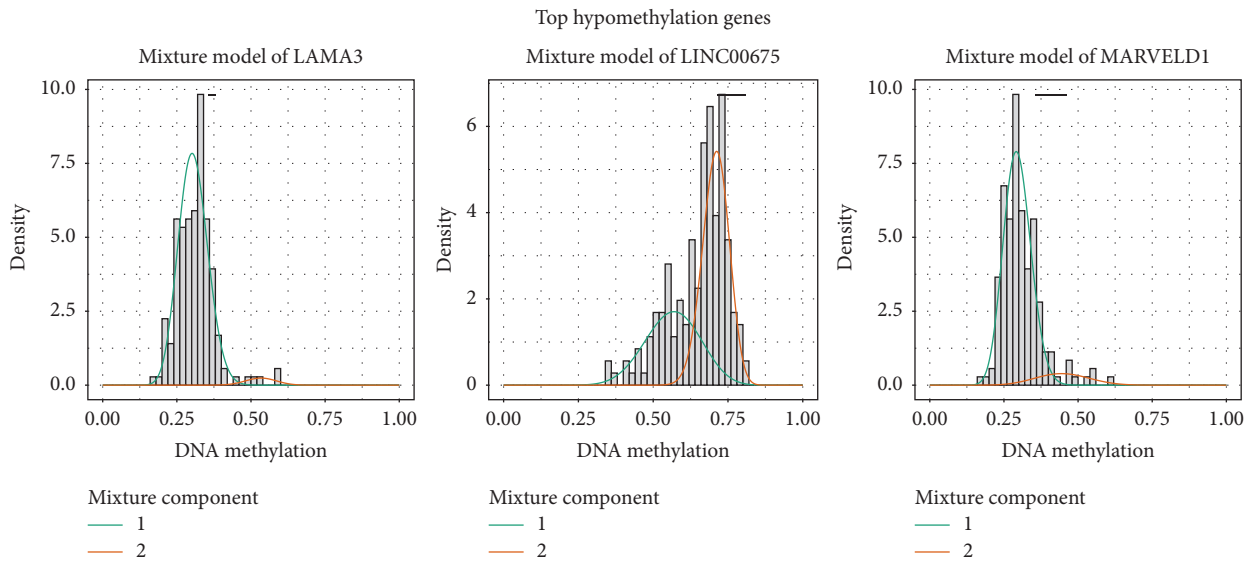 Top hypomethylation genes
Mixture model of LAMA3
Density
10.0
7.5
5.0
2.5
0.0
0.00 0.25 0.50 0.75 1.00
DNA methylation
Mixture component
1
2
Mixture model of LINC00675
Density
6
4
2
0
0.00 0.25 0.50 0.75 1.00
DNA methylation
Mixture component
1
2
Mixture model of MARVELD1
Density
10.0
7.5
5.0
2.5
0.0
0.00 0.25 0.50 0.75 1.00
DNA methylation
Mixture component
1
2